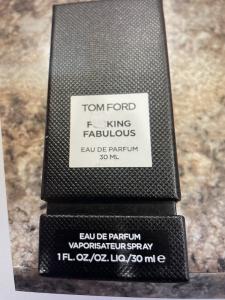 TOM FORD
F KING
FABULOUS
EAU DE PARFUM
30 ML
EAU DE PARFUM
VAPORISATEUR SPRAY
1 FL. OZ./OZ. LIQ./30 ml ℮